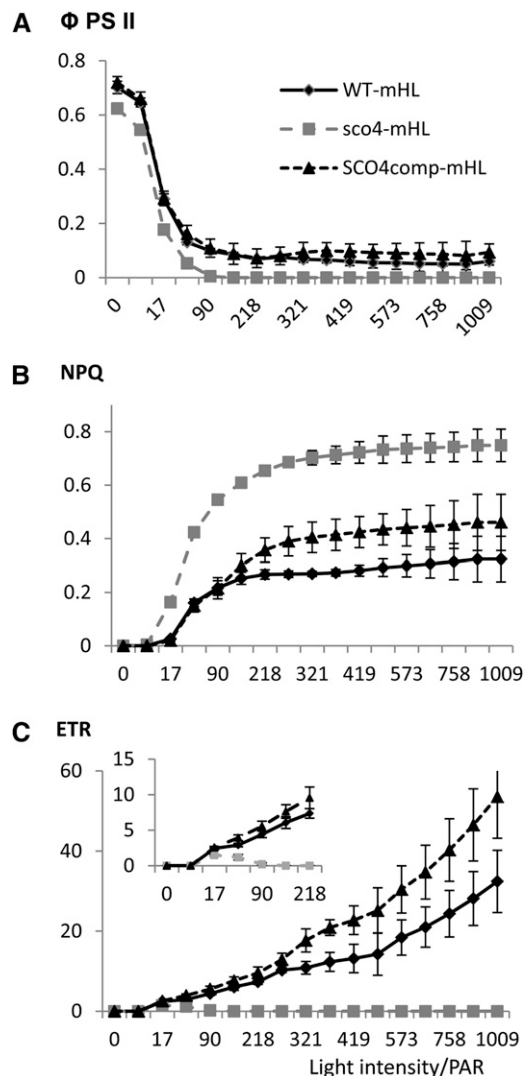 A Φ PS II
0.8
0.6
0.4
0.2
0
WT-mHL
sco4-mHL
SCO4comp-mHL
0 17 90 218 321 419 573 758 1009
B NPQ
0.8
0.6
0.4
0.2
0
0 17 90 218 321 419 573 758 1009
C ETR
60
40
20
0
15
10
5
0
0 17 90 218
0 17 90 218 321 419 573 758 1009
Light intensity/PAR